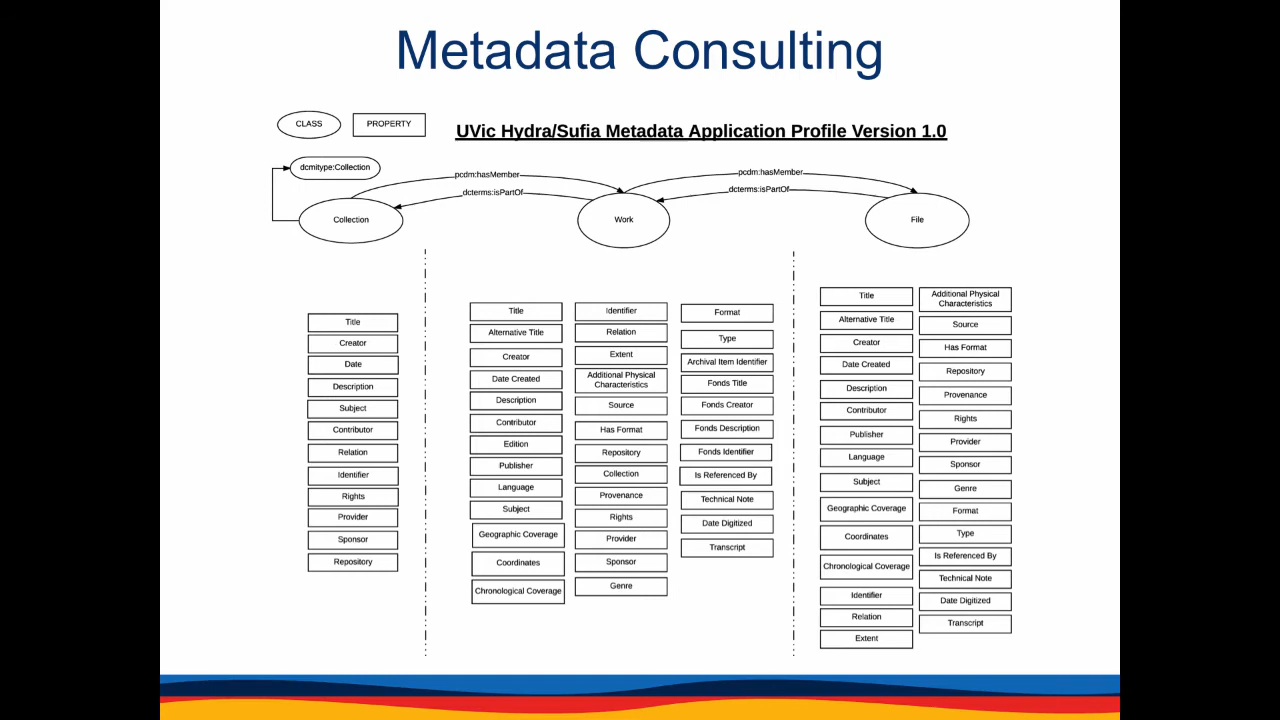 Metadata Consulting
CLASS
PROPERTY
UVic Hydra/Sufia Metadata Application Profile Version 1.0
dcmitype:Collection
pcdm:hasMember
dcterms:isPartOf
pcdm:hasMember
dcterms:isPartOf
Collection
Work
File
Title
Creator
Date
Description
Subject
Contributor
Relation
Identifier
Rights
Provider
Sponsor
Repository
Title
Alternative Title
Creator
Date Created
Description
Contributor
Edition
Publisher
Language
Subject
Geographic Coverage
Coordinates
Chronological Coverage
Identifier
Relation
Extent
Additional Physical
Characteristics
Source
Has Format
Repository
Collection
Provenance
Rights
Provider
Sponsor
Genre
Format
Type
Archival Item Identifier
Fonds Title
Fonds Creator
Fonds Description
Fonds Identifier
Is Referenced By
Technical Note
Date Digitized
Transcript
Title
Alternative Title
Creator
Date Created
Description
Contributor
Publisher
Language
Subject
Geographic Coverage
Coordinates
Chronological Coverage
Identifier
Relation
Extent
Additional Physical
Characteristics
Source
Has Format
Repository
Provenance
Rights
Provider
Sponsor
Genre
Format
Type
Is Referenced By
Technical Note
Date Digitized
Transcript